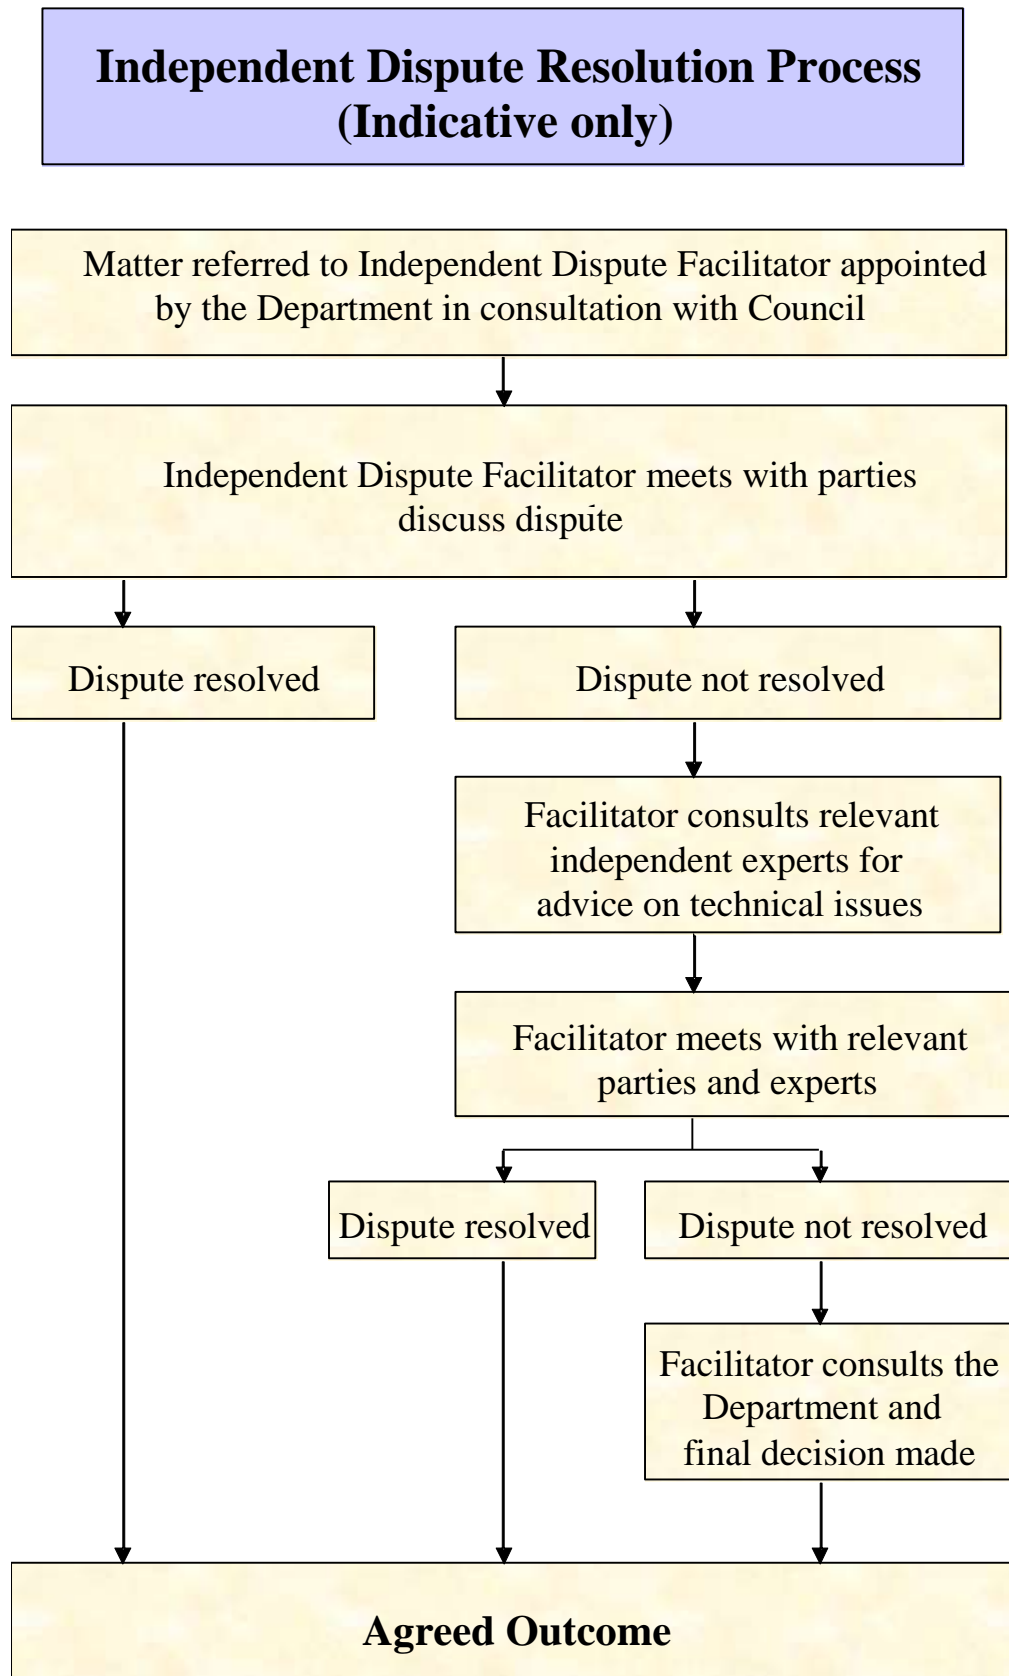 Independent Dispute Resolution Process
(Indicative only)
Matter referred to Independent Dispute Facilitator appointed
by the Department in consultation with Council
Independent Dispute Facilitator meets with parties
discuss dispute
Dispute resolved
Dispute not resolved
Facilitator consults relevant
independent experts for
advice on technical issues
Facilitator meets with relevant
parties and experts
Dispute resolved
Dispute not resolved
Facilitator consults the
Department and
final decision made
Agreed Outcome